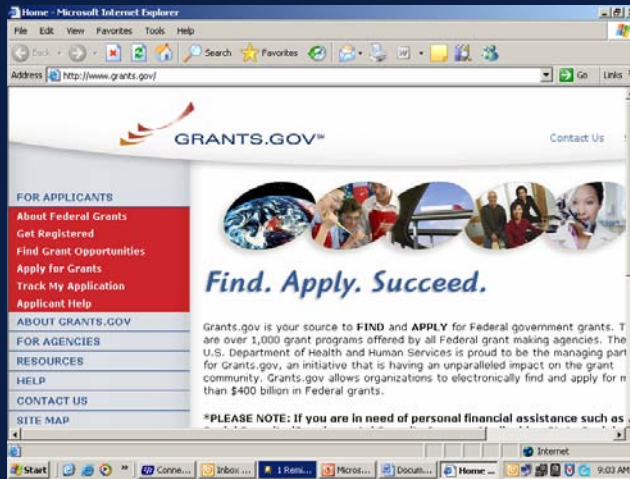 Home - Microsoft Internet Explorer
File Edit View Favorites Tools Help
Back Search Favorites
Address http://www.grants.gov/ Go Links
GRANTS.GOV℠
Contact Us
FOR APPLICANTS
About Federal Grants
Get Registered
Find Grant Opportunities
Apply for Grants
Track My Application
Applicant Help
ABOUT GRANTS.GOV
FOR AGENCIES
RESOURCES
HELP
CONTACT US
SITE MAP
Find. Apply. Succeed.
Grants.gov is your source to FIND and APPLY for Federal government grants. T
are over 1,000 grant programs offered by all Federal grant making agencies. The
U.S. Department of Health and Human Services is proud to be the managing part
for Grants.gov, an initiative that is having an unparalleled impact on the grant
community. Grants.gov allows organizations to electronically find and apply for m
than $400 billion in Federal grants.
*PLEASE NOTE: If you are in need of personal financial assistance such as
Internet
Start Conne... Inbox ... 1 Remi... Micros... Docum... Home ... 9:03 AM